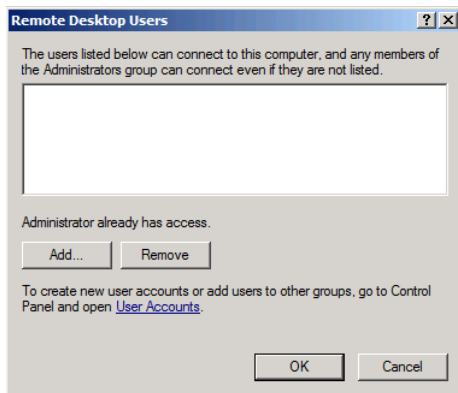 Remote Desktop Users
The users listed below can connect to this computer, and any members of
the Administrators group can connect even if they are not listed.
Administrator already has access.
Add... Remove
To create new user accounts or add users to other groups, go to Control
Panel and open User Accounts.
OK Cancel